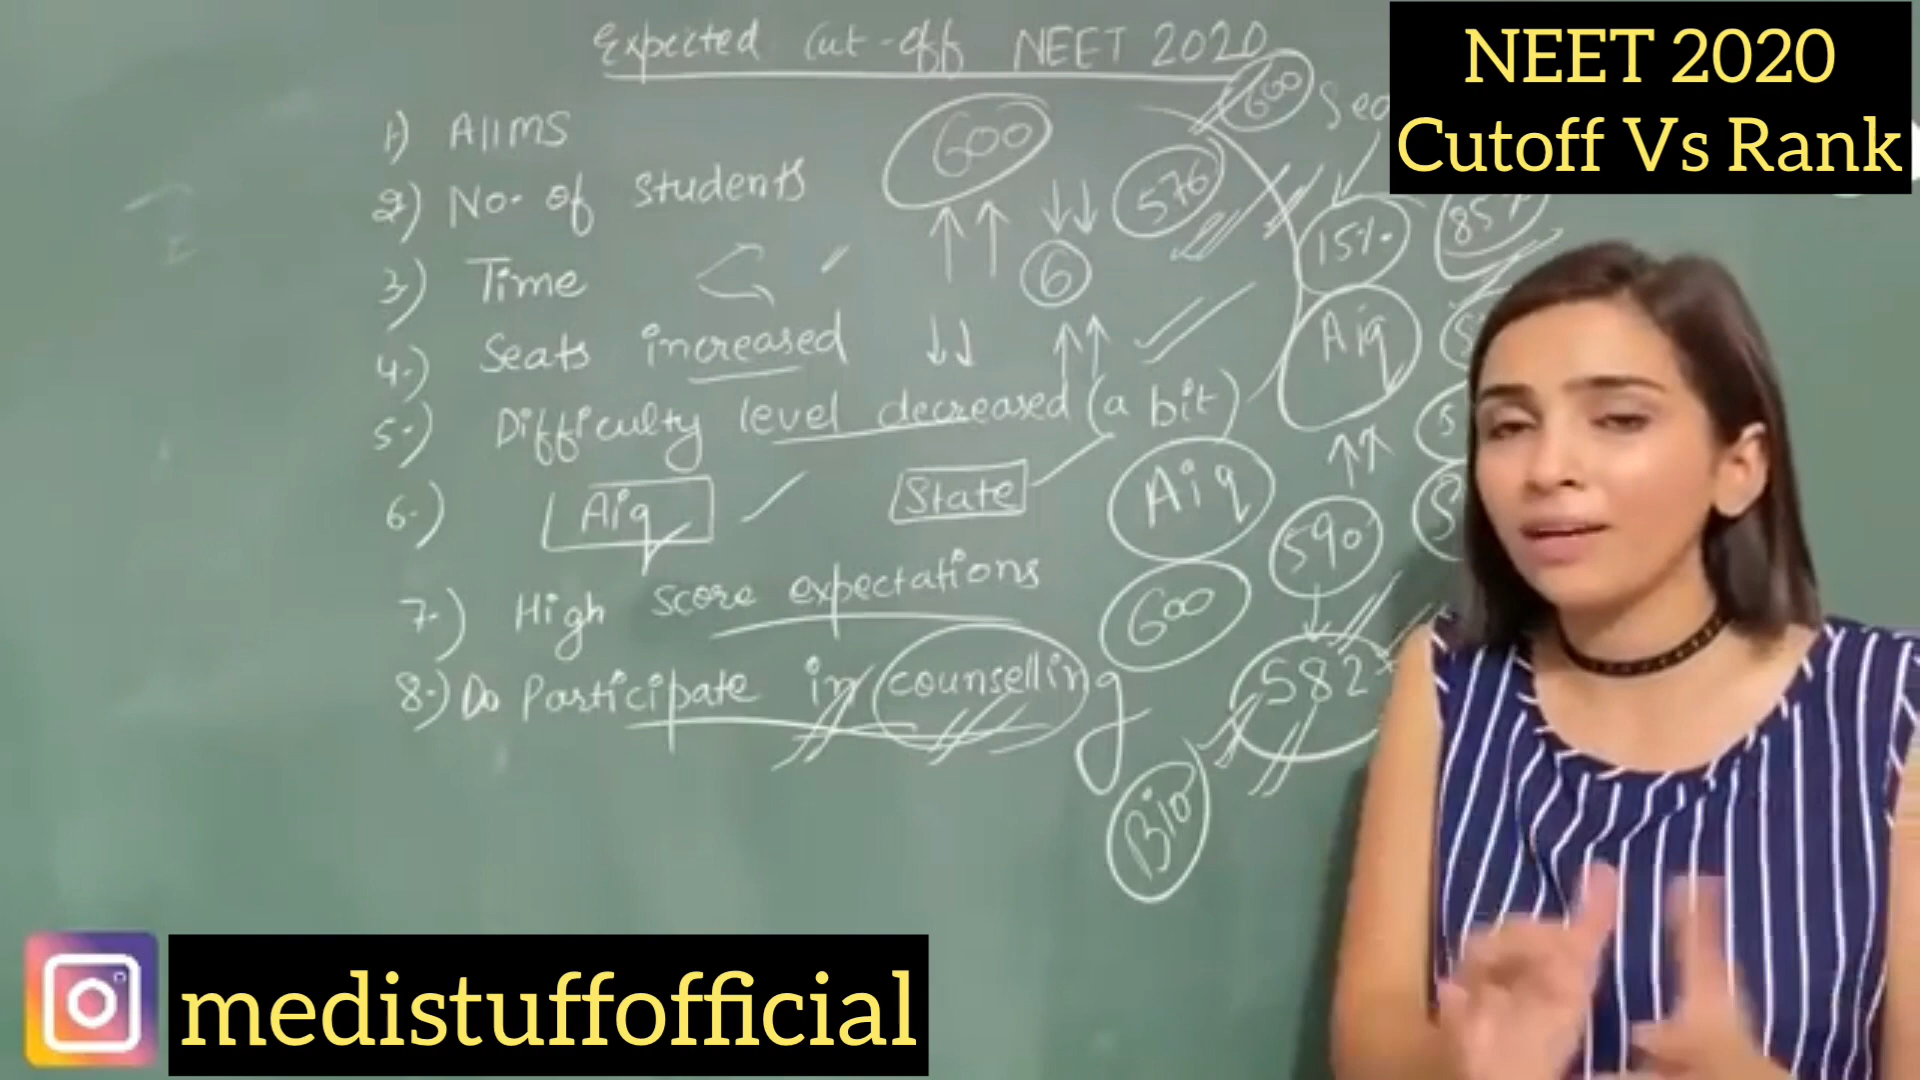 Expected Cut-off NEET 2020
NEET 2020
Cutoff Vs Rank
1) AIIMS
600
600
2) No. of students
576
15%.
85%
3) Time
6
Aiq
4.) Seats increased
5.) Difficulty level decreased (a bit)
6.) Aiq State
Aiq
590
7.) High score expectations
600
8.) Do Participate in counselling
582
Bio
medistuffofficial